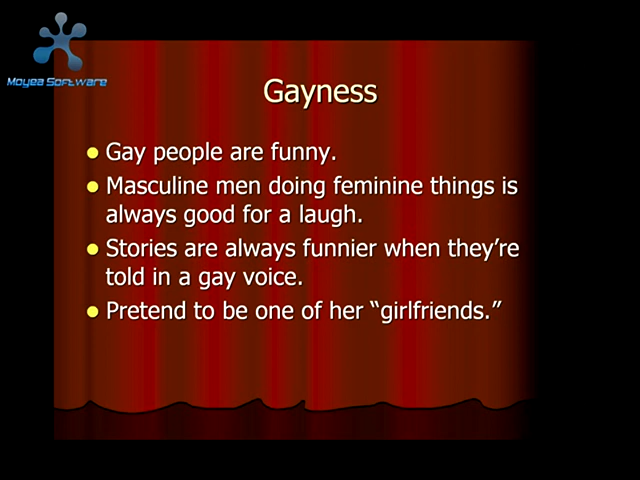 Moyea Software
Gayness
Gay people are funny.
Masculine men doing feminine things is
always good for a laugh.
Stories are always funnier when they’re
told in a gay voice.
Pretend to be one of her “girlfriends.”